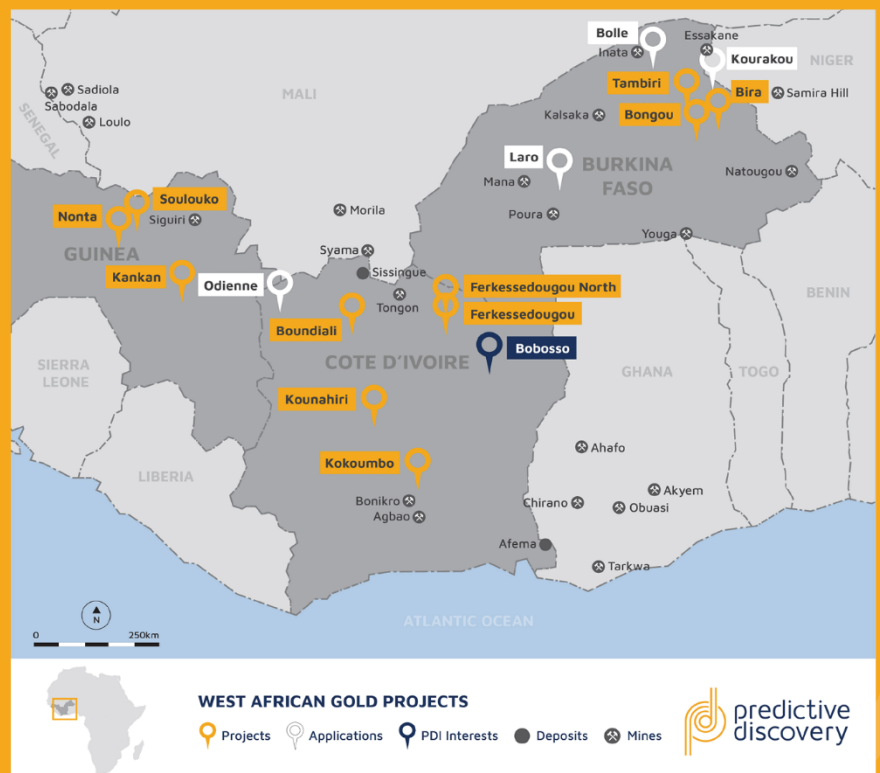 Bolle
Essakane
Inata
Kourakou
NIGER
Tambiri
Bira
Samira Hill
MALI
Sadiola
Sabodala
Loulo
SENEGAL
Kalsaka
Bongou
Laro
BURKINA
FASO
Mana
Natougou
Poura
Youga
Soulouko
Nonta
Siguiri
Morila
GUINEA
Syama
Kankan
Odienne
Sissingue
Ferkessedougou North
Tongon
Ferkessedougou
Boundiali
BENIN
Bobosso
COTE D'IVOIRE
SIERRA
LEONE
GHANA
TOGO
Kounahiri
Ahafo
Kokoumbo
LIBERIA
Bonikro
Agbao
Akyem
Chirano
Obuasi
Afema
Tarkwa
N
ATLANTIC OCEAN
0 250km
WEST AFRICAN GOLD PROJECTS
Projects Applications PDI Interests Deposits Mines
predictive
discovery